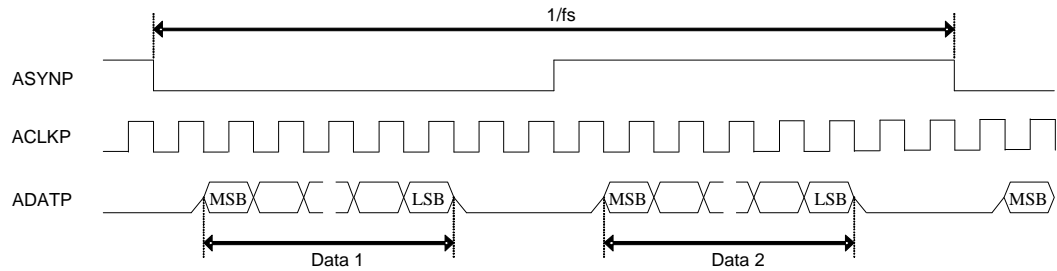 1/fs
ASYNP
ACLKP
ADATP
MSB LSB MSB LSB MSB
Data 1 Data 2